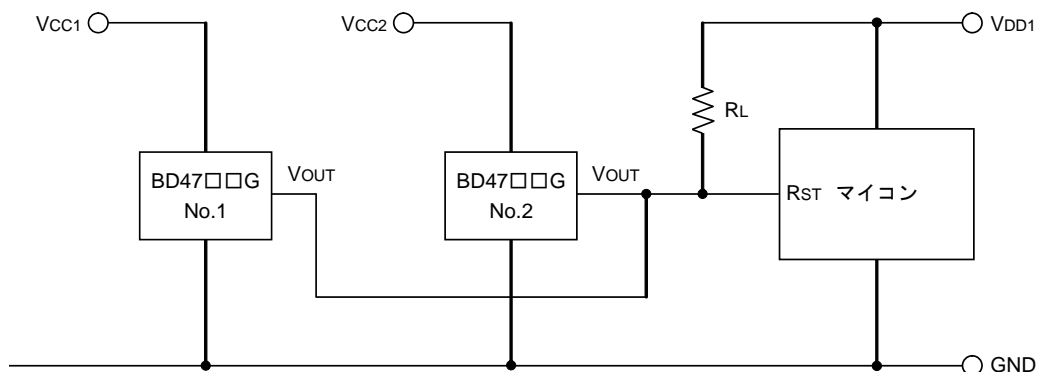 VCC1
VCC2
VDD1
RL
BD47□□G
No.1
VOUT
BD47□□G
No.2
VOUT
RST マイコン
GND